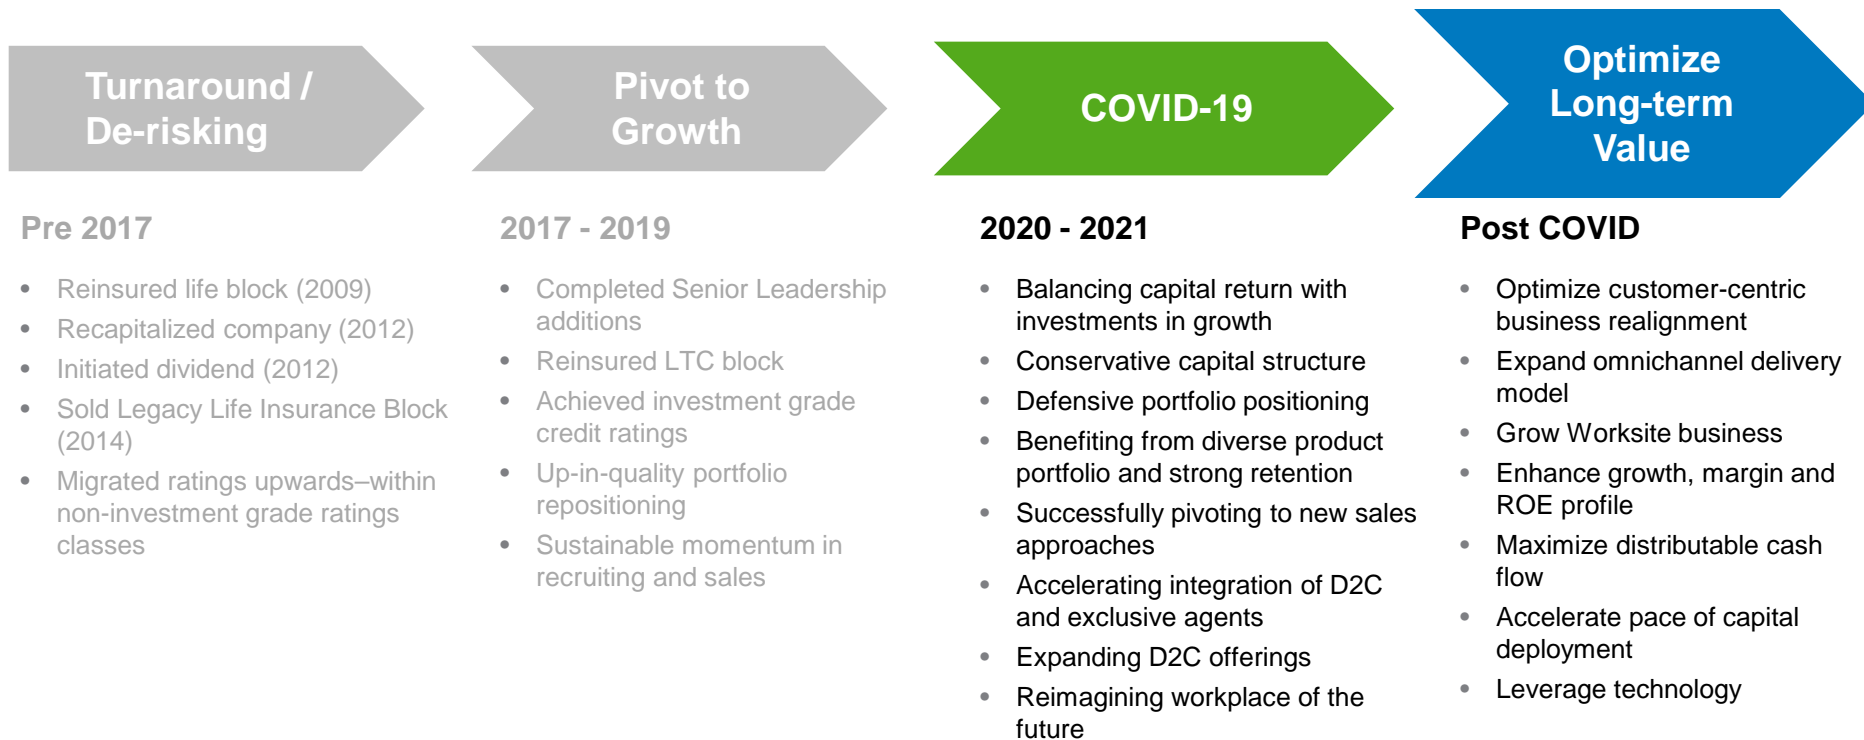 Turnaround /
De-risking
Pre 2017
• Reinsured life block (2009)
• Recapitalized company (2012)
• Initiated dividend (2012)
• Sold Legacy Life Insurance Block
(2014)
• Migrated ratings upwards–within
non-investment grade ratings
classes
Pivot to
Growth
2017 - 2019
• Completed Senior Leadership
additions
• Reinsured LTC block
• Achieved investment grade
credit ratings
• Up-in-quality portfolio
repositioning
• Sustainable momentum in
recruiting and sales
COVID-19
2020 - 2021
• Balancing capital return with
investments in growth
• Conservative capital structure
• Defensive portfolio positioning
• Benefiting from diverse product
portfolio and strong retention
• Successfully pivoting to new sales
approaches
• Accelerating integration of D2C
and exclusive agents
• Expanding D2C offerings
• Reimagining workplace of the
future
Optimize
Long-term
Value
Post COVID
• Optimize customer-centric
business realignment
• Expand omnichannel delivery
model
• Grow Worksite business
• Enhance growth, margin and
ROE profile
• Maximize distributable cash
flow
• Accelerate pace of capital
deployment
• Leverage technology